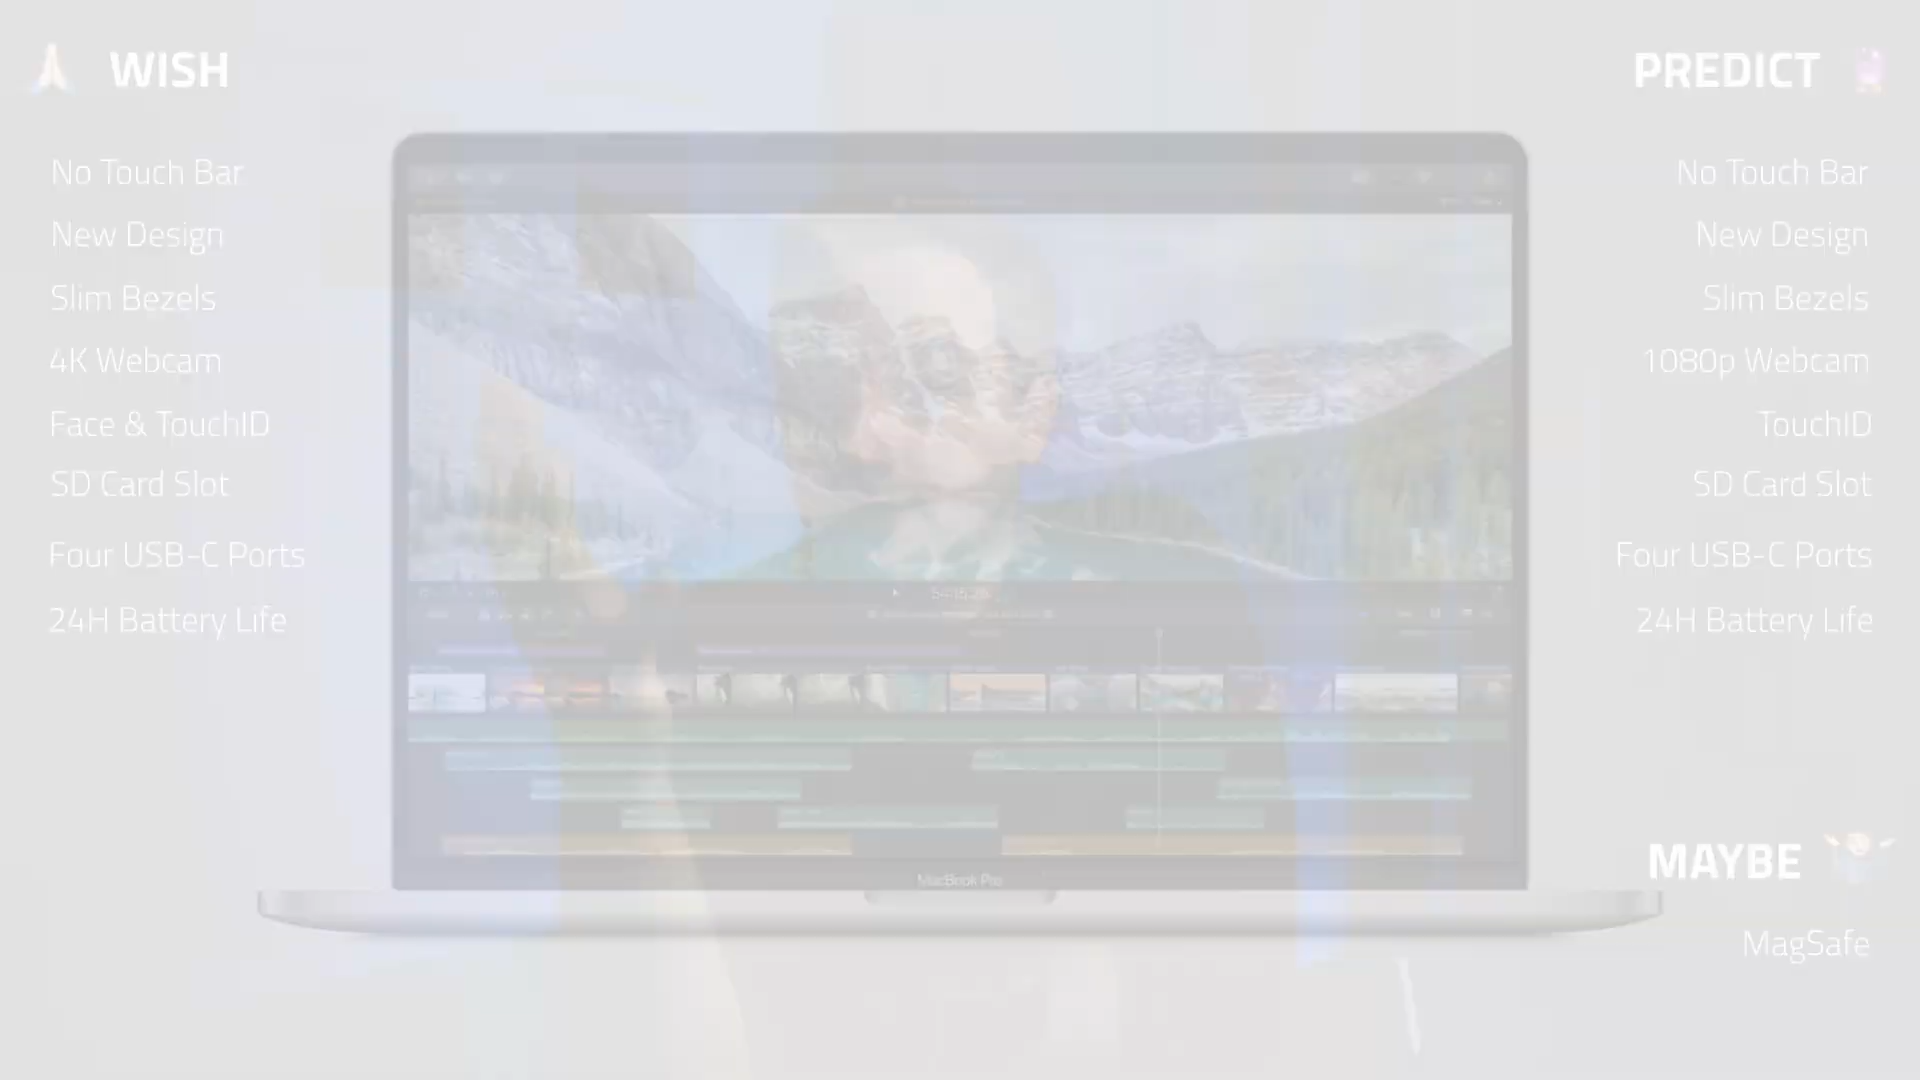 WISH
No Touch Bar
New Design
Slim Bezels
4K Webcam
Face & TouchID
SD Card Slot
Four USB-C Ports
24H Battery Life
PREDICT
No Touch Bar
New Design
Slim Bezels
1080p Webcam
TouchID
SD Card Slot
Four USB-C Ports
24H Battery Life
MAYBE
MagSafe
MacBook Pro